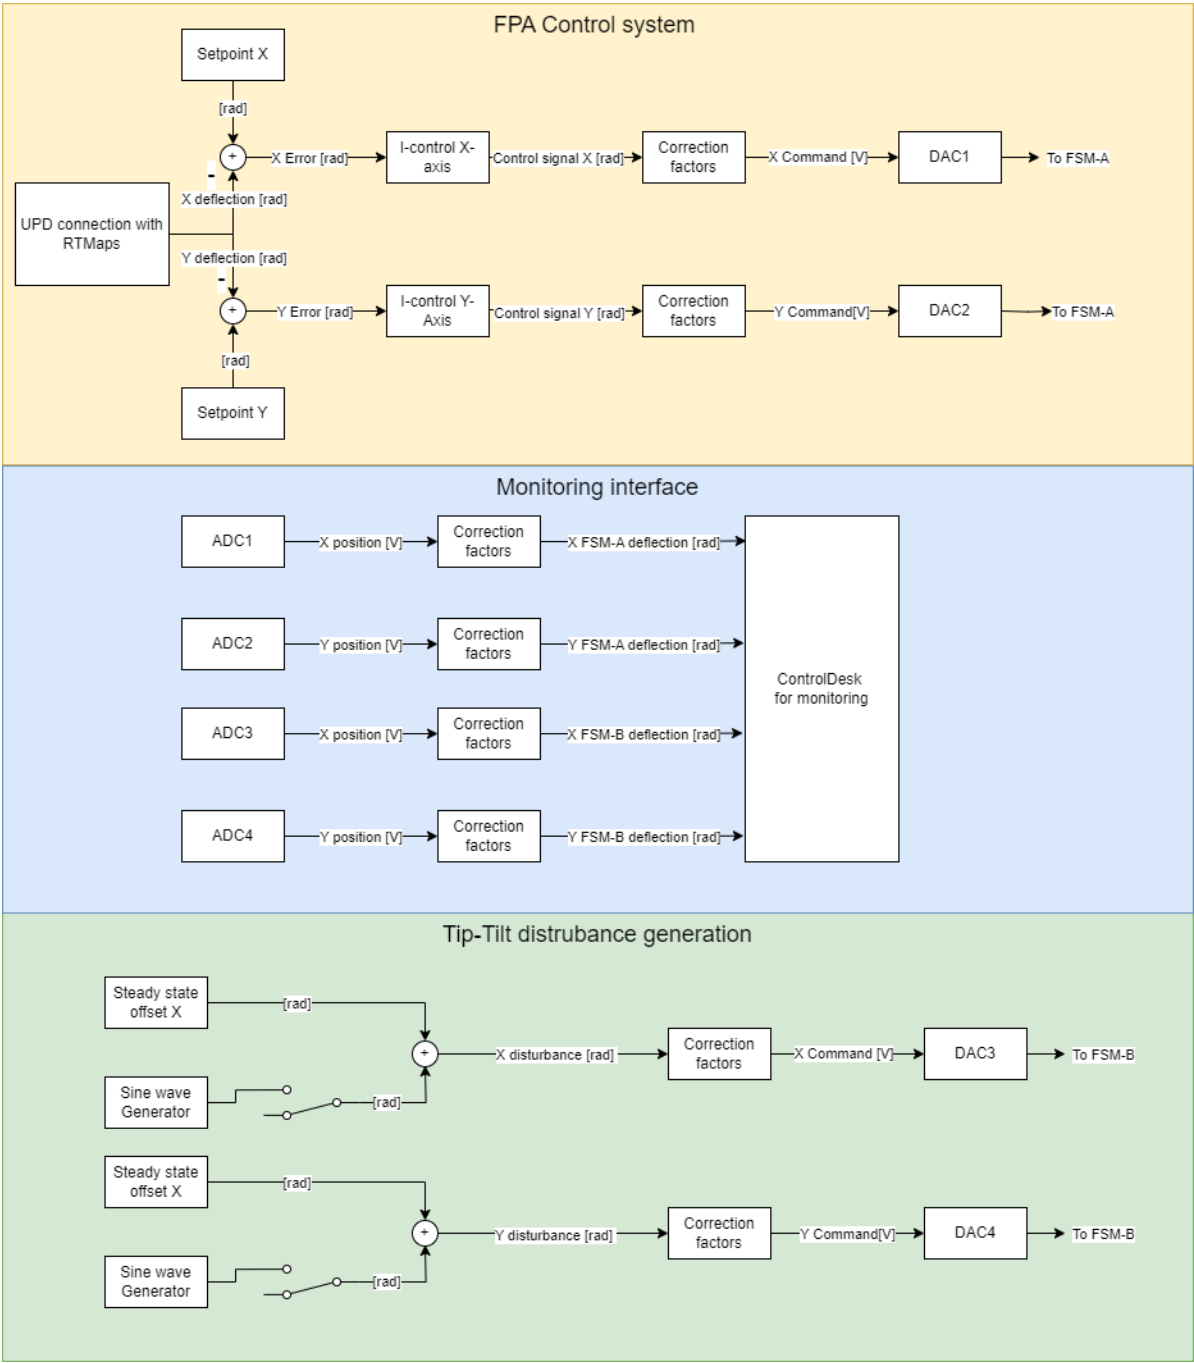 FPA Control system
Setpoint X
[rad]
+
X Error [rad]
I-control X-
axis
Control signal X [rad]
Correction
factors
X Command [V]
DAC1
To FSM-A
-
X deflection [rad]
UPD connection with
RTMaps
Y deflection [rad]
-
+
Y Error [rad]
I-control Y-
Axis
Control signal Y [rad]
Correction
factors
Y Command[V]
DAC2
To FSM-A
[rad]
Setpoint Y
Monitoring interface
ADC1
X position [V]
Correction
factors
X FSM-A deflection [rad]
ADC2
Y position [V]
Correction
factors
Y FSM-A deflection [rad]
ControlDesk
for monitoring
ADC3
X position [V]
Correction
factors
X FSM-B deflection [rad]
ADC4
Y position [V]
Correction
factors
Y FSM-B deflection [rad]
Tip-Tilt distrubance generation
Steady state
offset X
[rad]
+
X disturbance [rad]
Correction
factors
X Command [V]
DAC3
To FSM-B
Sine wave
Generator
[rad]
Steady state
offset X
[rad]
+
Y disturbance [rad]
Correction
factors
Y Command[V]
DAC4
To FSM-B
Sine wave
Generator
[rad]